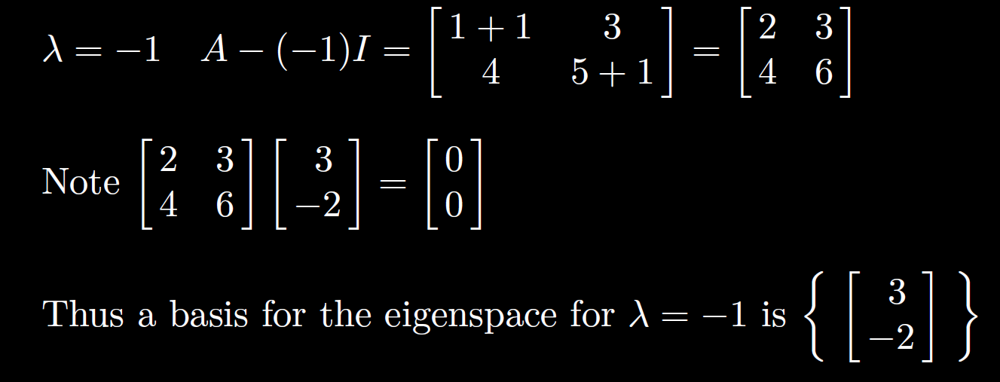 λ = −1 A − (−1)I = [1 + 1 3; 4 5 + 1] = [2 3; 4 6]
Note [2 3; 4 6] [3; −2] = [0; 0]
Thus a basis for the eigenspace for λ = −1 is { [3; −2] }